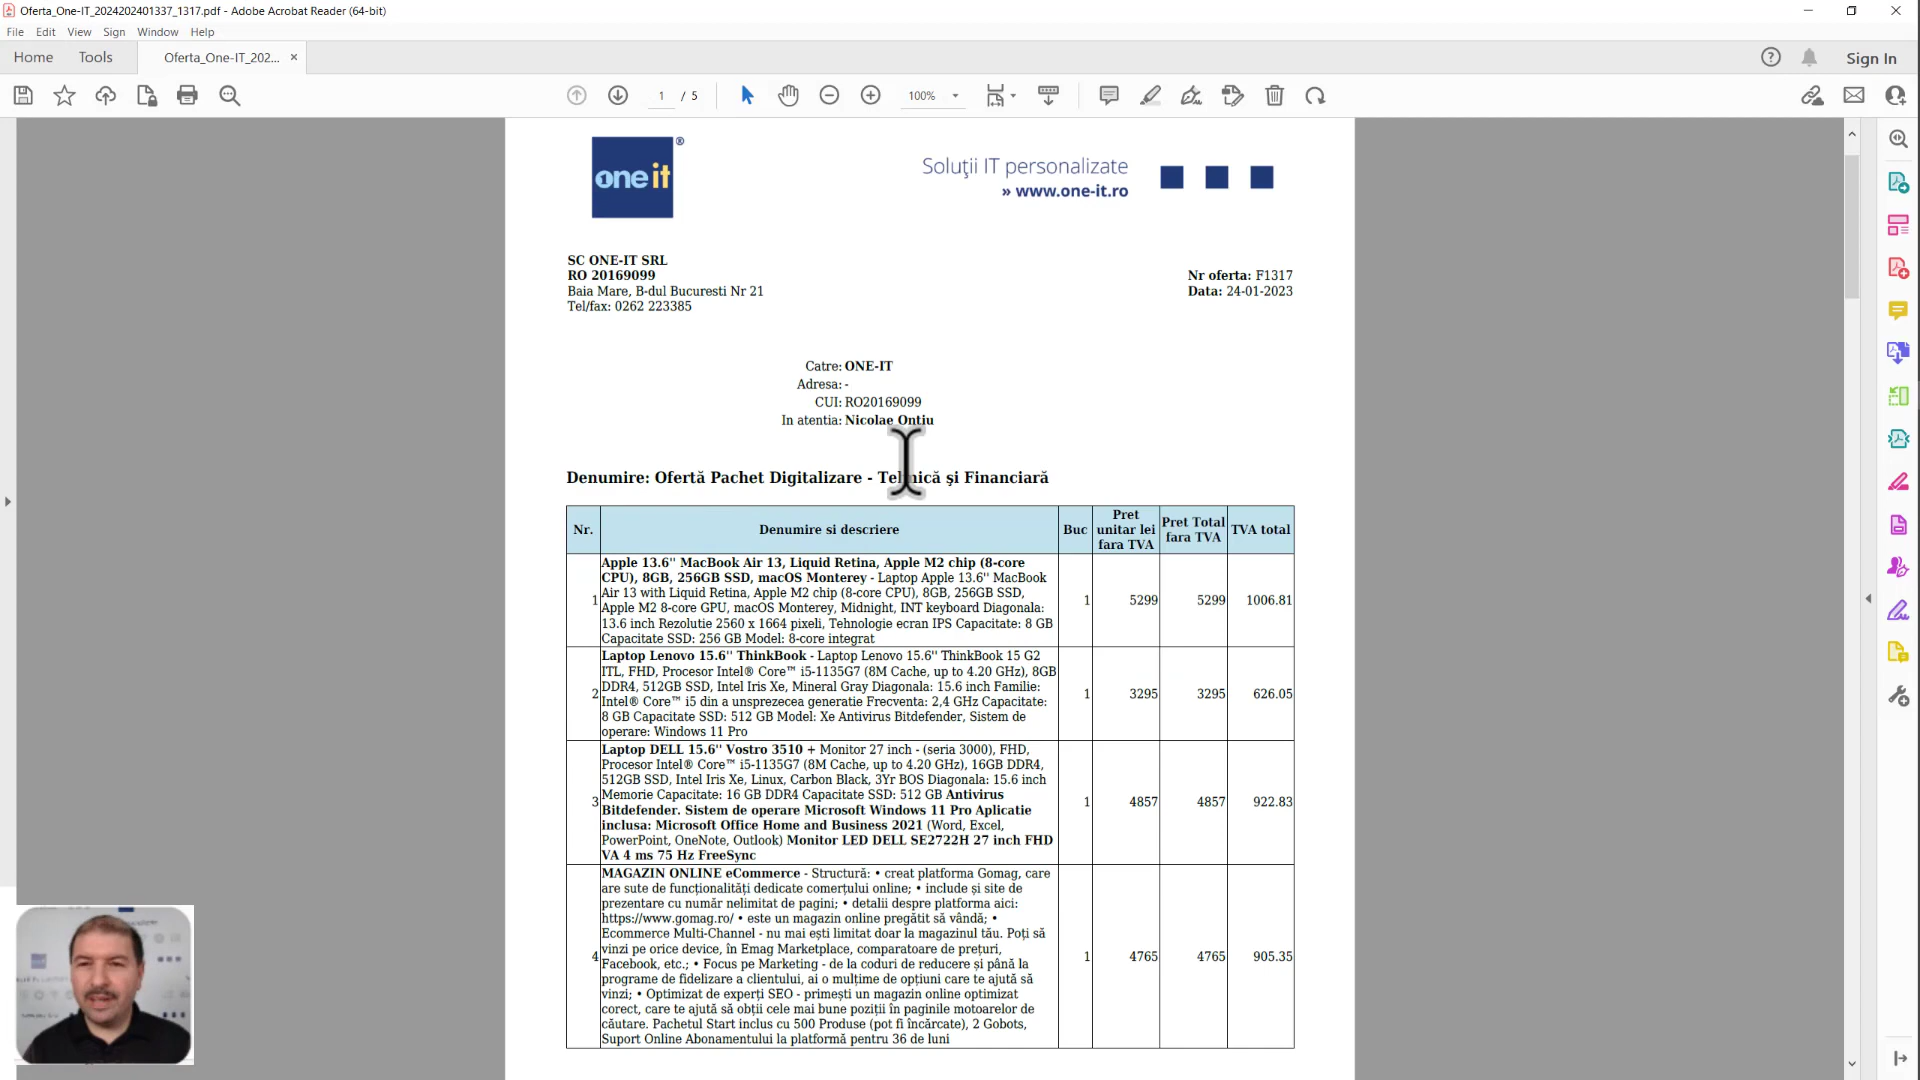 Oferta_One-IT_2024202401337_1317.pdf - Adobe Acrobat Reader (64-bit)
File Edit View Sign Window Help
Home Tools Oferta_One-IT_202... × Sign In
1 / 5 100%
one it ®
Soluţii IT personalizate
» www.one-it.ro
SC ONE-IT SRL
RO 20169099
Baia Mare, B-dul Bucuresti Nr 21
Tel/fax: 0262 223385
Nr oferta: F1317
Data: 24-01-2023
Catre: ONE-IT
Adresa: -
CUI: RO20169099
In atentia: Nicolae Ontiu
Denumire: Ofertă Pachet Digitalizare - Tehnică şi Financiară
Nr. Denumire si descriere Buc Pret unitar lei fara TVA Pret Total fara TVA TVA total
Apple 13.6'' MacBook Air 13, Liquid Retina, Apple M2 chip (8-core
CPU), 8GB, 256GB SSD, macOS Monterey - Laptop Apple 13.6'' MacBook
Air 13 with Liquid Retina, Apple M2 chip (8-core CPU), 8GB, 256GB SSD,
1 Apple M2 8-core GPU, macOS Monterey, Midnight, INT keyboard Diagonala: 1 5299 5299 1006.81
13.6 inch Rezolutie 2560 x 1664 pixeli, Tehnologie ecran IPS Capacitate: 8 GB
Capacitate SSD: 256 GB Model: 8-core integrat
Laptop Lenovo 15.6'' ThinkBook - Laptop Lenovo 15.6'' ThinkBook 15 G2
ITL, FHD, Procesor Intel® Core™ i5-1135G7 (8M Cache, up to 4.20 GHz), 8GB
DDR4, 512GB SSD, Intel Iris Xe, Mineral Gray Diagonala: 15.6 inch Familie:
2 Intel® Core™ i5 din a unsprezecea generatie Frecventa: 2,4 GHz Capacitate: 1 3295 3295 626.05
8 GB Capacitate SSD: 512 GB Model: Xe Antivirus Bitdefender, Sistem de
operare: Windows 11 Pro
Laptop DELL 15.6'' Vostro 3510 + Monitor 27 inch - (seria 3000), FHD,
Procesor Intel® Core™ i5-1135G7 (8M Cache, up to 4.20 GHz), 16GB DDR4,
512GB SSD, Intel Iris Xe, Linux, Carbon Black, 3Yr BOS Diagonala: 15.6 inch
Memorie Capacitate: 16 GB DDR4 Capacitate SSD: 512 GB Antivirus
3 Bitdefender. Sistem de operare Microsoft Windows 11 Pro Aplicatie 1 4857 4857 922.83
inclusa: Microsoft Office Home and Business 2021 (Word, Excel,
PowerPoint, OneNote, Outlook) Monitor LED DELL SE2722H 27 inch FHD
VA 4 ms 75 Hz FreeSync
MAGAZIN ONLINE eCommerce - Structură: • creat platforma Gomag, care
are sute de funcționalități dedicate comerțului online; • include și site de
prezentare cu număr nelimitat de pagini; • detalii despre platforma aici:
https://www.gomag.ro/ • este un magazin online pregătit să vândă; •
Ecommerce Multi-Channel - nu mai ești limitat doar la magazinul tău. Poți să
vinzi pe orice device, în Emag Marketplace, comparatoare de prețuri,
4 Facebook, etc.; • Focus pe Marketing - de la coduri de reducere și până la 1 4765 4765 905.35
programe de fidelizare a clientului, ai o mulțime de opțiuni care te ajută să
vinzi; • Optimizat de experți SEO - primești un magazin online optimizat
corect, care te ajută să obții cele mai bune poziții în paginile motoarelor de
căutare. Pachetul Start inclus cu 500 Produse (pot fi încărcate), 2 Gobots,
Suport Online Abonamentului la platformă pentru 36 de luni